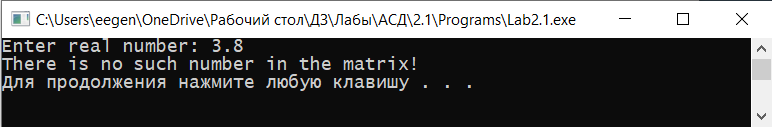 C:\Users\eegen\OneDrive\Рабочий стол\ДЗ\Лабы\АСД\2.1\Programs\Lab2.1.exe
Enter real number: 3.8
There is no such number in the matrix!
Для продолжения нажмите любую клавишу . . .